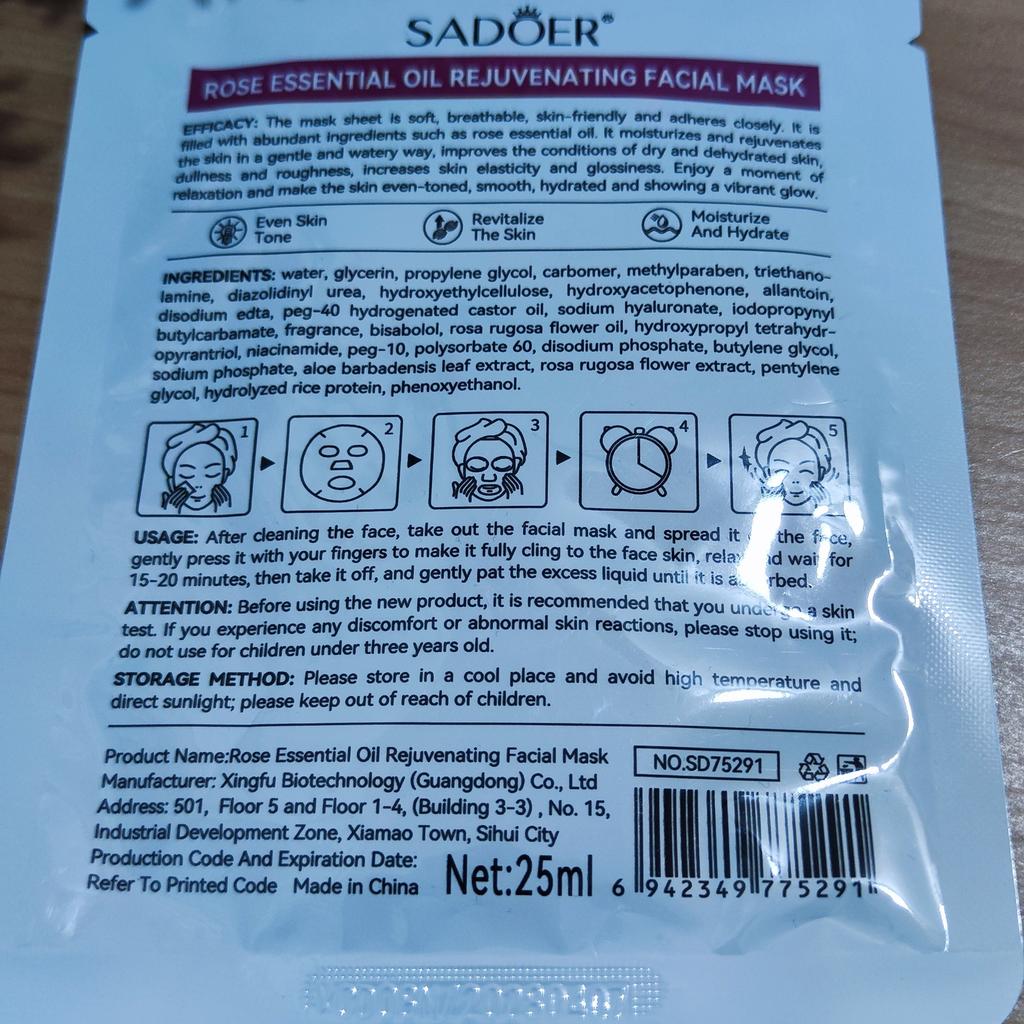 SADOER®
ROSE ESSENTIAL OIL REJUVENATING FACIAL MASK
EFFICACY: The mask sheet is soft, breathable, skin-friendly and adheres closely. It is
filled with abundant ingredients such as rose essential oil. It moisturizes and rejuvenates
the skin in a gentle and watery way, improves the conditions of dry and dehydrated skin,
dullness and roughness, increases skin elasticity and glossiness. Enjoy a moment of
relaxation and make the skin even-toned, smooth, hydrated and showing a vibrant glow.
Even Skin
Tone
Revitalize
The Skin
Moisturize
And Hydrate
INGREDIENTS: water, glycerin, propylene glycol, carbomer, methylparaben, triethano-
lamine, diazolidinyl urea, hydroxyethylcellulose, hydroxyacetophenone, allantoin,
disodium edta, peg-40 hydrogenated castor oil, sodium hyaluronate, iodopropynyl
butylcarbamate, fragrance, bisabolol, rosa rugosa flower oil, hydroxypropyl tetrahydr-
opyrantriol, niacinamide, peg-10, polysorbate 60, disodium phosphate, butylene glycol,
sodium phosphate, aloe barbadensis leaf extract, rosa rugosa flower extract, pentylene
glycol, hydrolyzed rice protein, phenoxyethanol.
1 2 3 4 5
USAGE: After cleaning the face, take out the facial mask and spread it the face,
gently press it with your fingers to make it fully cling to the face skin, relax and wait for
15-20 minutes, then take it off, and gently pat the excess liquid until it is absorbed.
ATTENTION: Before using the new product, it is recommended that you undergo a skin
test. If you experience any discomfort or abnormal skin reactions, please stop using it;
do not use for children under three years old.
STORAGE METHOD: Please store in a cool place and avoid high temperature and
direct sunlight; please keep out of reach of children.
Product Name:Rose Essential Oil Rejuvenating Facial Mask
Manufacturer: Xingfu Biotechnology (Guangdong) Co., Ltd
Address: 501, Floor 5 and Floor 1-4, (Building 3-3) , No. 15,
Industrial Development Zone, Xiamao Town, Sihui City
Production Code And Expiration Date:
Refer To Printed Code Made in China
Net:25ml
NO.SD75291
6 942349 775291